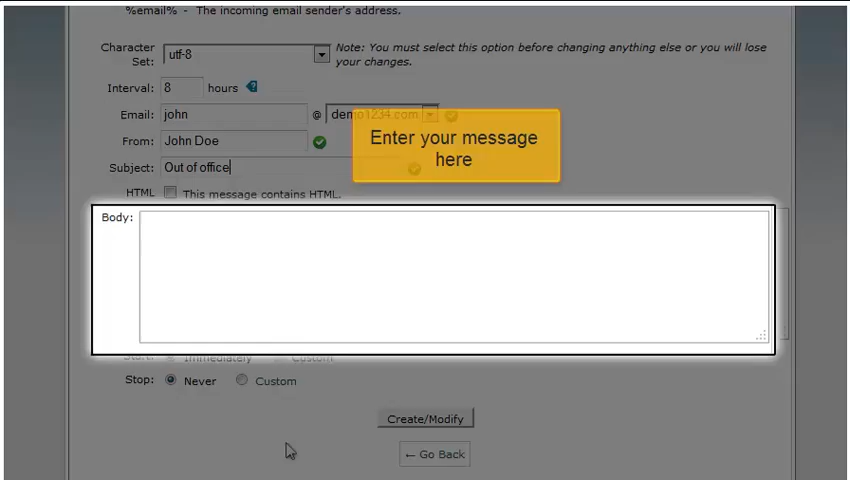 %email% - The incoming email sender's address.
Character Set: utf-8 Note: You must select this option before changing anything else or you will lose your changes.
Interval: 8 hours
Email: john @ demo1234.com
Enter your message
here
From: John Doe
Subject: Out of office
HTML This message contains HTML.
Body:
Start: Immediately Custom
Stop: Never Custom
Create/Modify
← Go Back